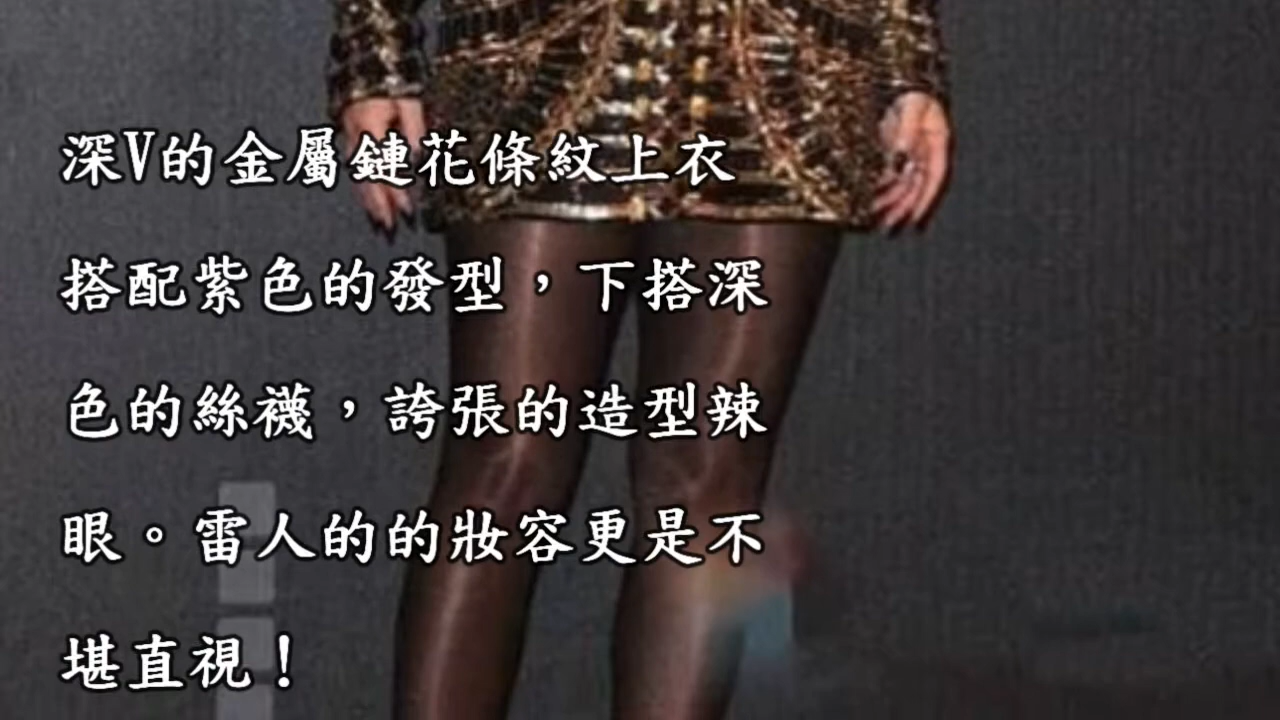 深V的金屬鏈花條紋上衣
搭配紫色的發型，下搭深
色的絲襪，誇張的造型辣
眼。雷人的的妝容更是不
堪直視！